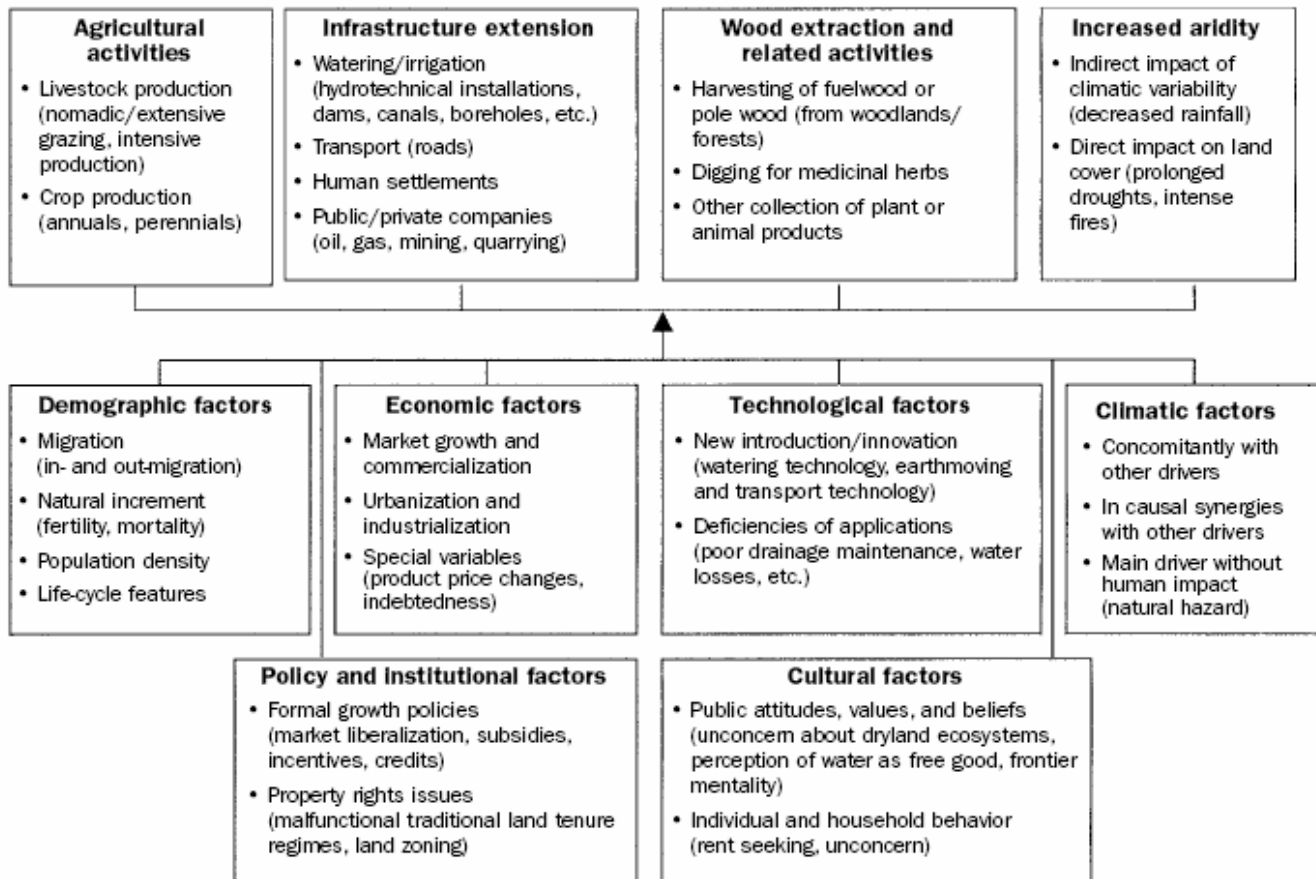 Agricultural
activities
• Livestock production
(nomadic/extensive
grazing, intensive
production)
• Crop production
(annuals, perennials)
Infrastructure extension
• Watering/irrigation
(hydrotechnical installations,
dams, canals, boreholes, etc.)
• Transport (roads)
• Human settlements
• Public/private companies
(oil, gas, mining, quarrying)
Wood extraction and
related activities
• Harvesting of fuelwood or
pole wood (from woodlands/
forests)
• Digging for medicinal herbs
• Other collection of plant or
animal products
Increased aridity
• Indirect impact of
climatic variability
(decreased rainfall)
• Direct impact on land
cover (prolonged
droughts, intense
fires)
Demographic factors
• Migration
(in- and out-migration)
• Natural increment
(fertility, mortality)
• Population density
• Life-cycle features
Economic factors
• Market growth and
commercialization
• Urbanization and
industrialization
• Special variables
(product price changes,
indebtedness)
Technological factors
• New introduction/innovation
(watering technology, earthmoving
and transport technology)
• Deficiencies of applications
(poor drainage maintenance, water
losses, etc.)
Climatic factors
• Concomitantly with
other drivers
• In causal synergies
with other drivers
• Main driver without
human impact
(natural hazard)
Policy and institutional factors
• Formal growth policies
(market liberalization, subsidies,
incentives, credits)
• Property rights issues
(malfunctional traditional land tenure
regimes, land zoning)
Cultural factors
• Public attitudes, values, and beliefs
(unconcern about dryland ecosystems,
perception of water as free good, frontier
mentality)
• Individual and household behavior
(rent seeking, unconcern)